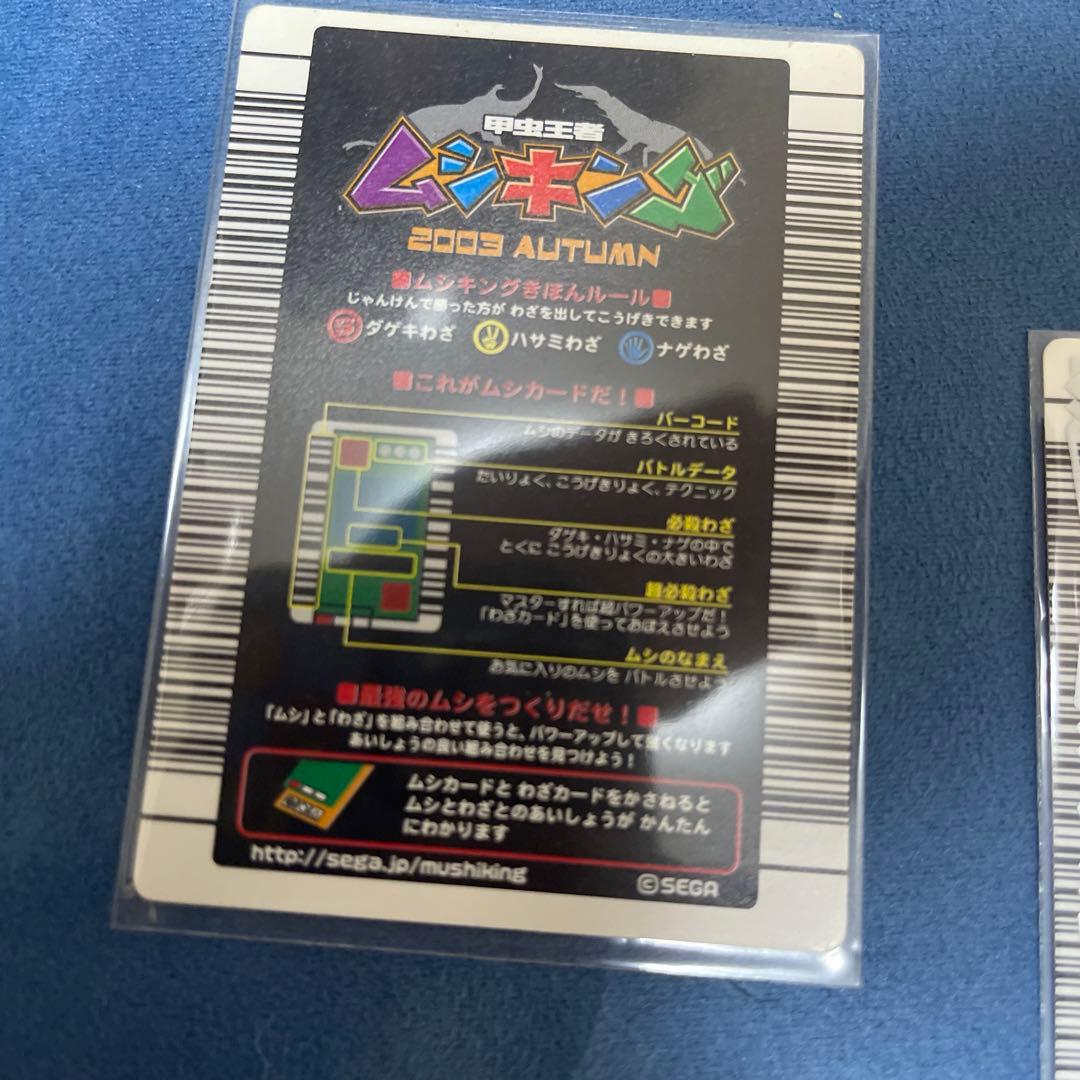 甲虫王者
ムシキング
2003 AUTUMN
ムシキングきほんルール
じゃんけんで勝った方が わざを出してこうげきできます
ダゲキわざ ハサミわざ ナゲわざ
これがムシカードだ！
バーコード
ムシのデータが きろくされている
バトルデータ
たいりょく、こうげきりょく、テクニック
必殺わざ
ダゲキ・ハサミ・ナゲの中で
とくに こうげきりょくの大きいわざ
超必殺わざ
マスターすれば超パワーアップだ！
「わざカード」を使っておぼえさせよう
ムシのなまえ
お気に入りのムシを バトルさせよう
最強のムシをつくりだせ！
「ムシ」と「わざ」を組み合わせて使うと、パワーアップして強くなります
あいしょうの良い組み合わせを見つけよう！
ムシカードと わざカードをかさねると
ムシとわざとのあいしょうが かんたん
にわかります
http://sega.jp/mushiking
©SEGA